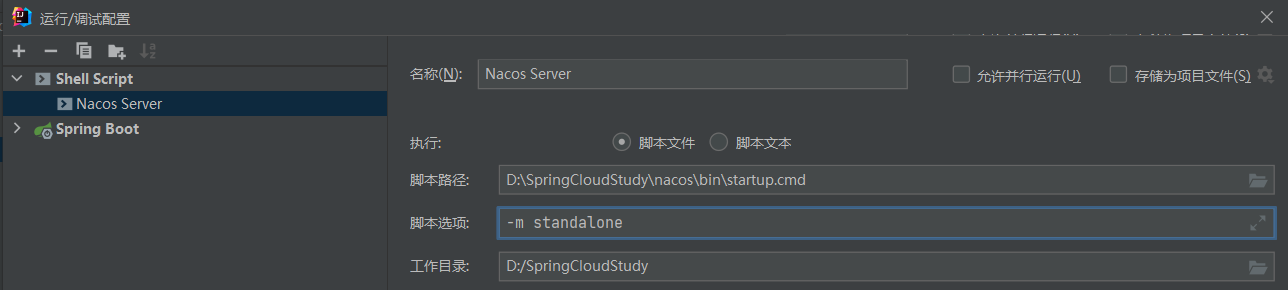 运行/调试配置
Shell Script
Nacos Server
Spring Boot
名称(N): Nacos Server 允许并行运行(U) 存储为项目文件(S)
执行: 脚本文件 脚本文本
脚本路径: D:\SpringCloudStudy\nacos\bin\startup.cmd
脚本选项: -m standalone
工作目录: D:/SpringCloudStudy